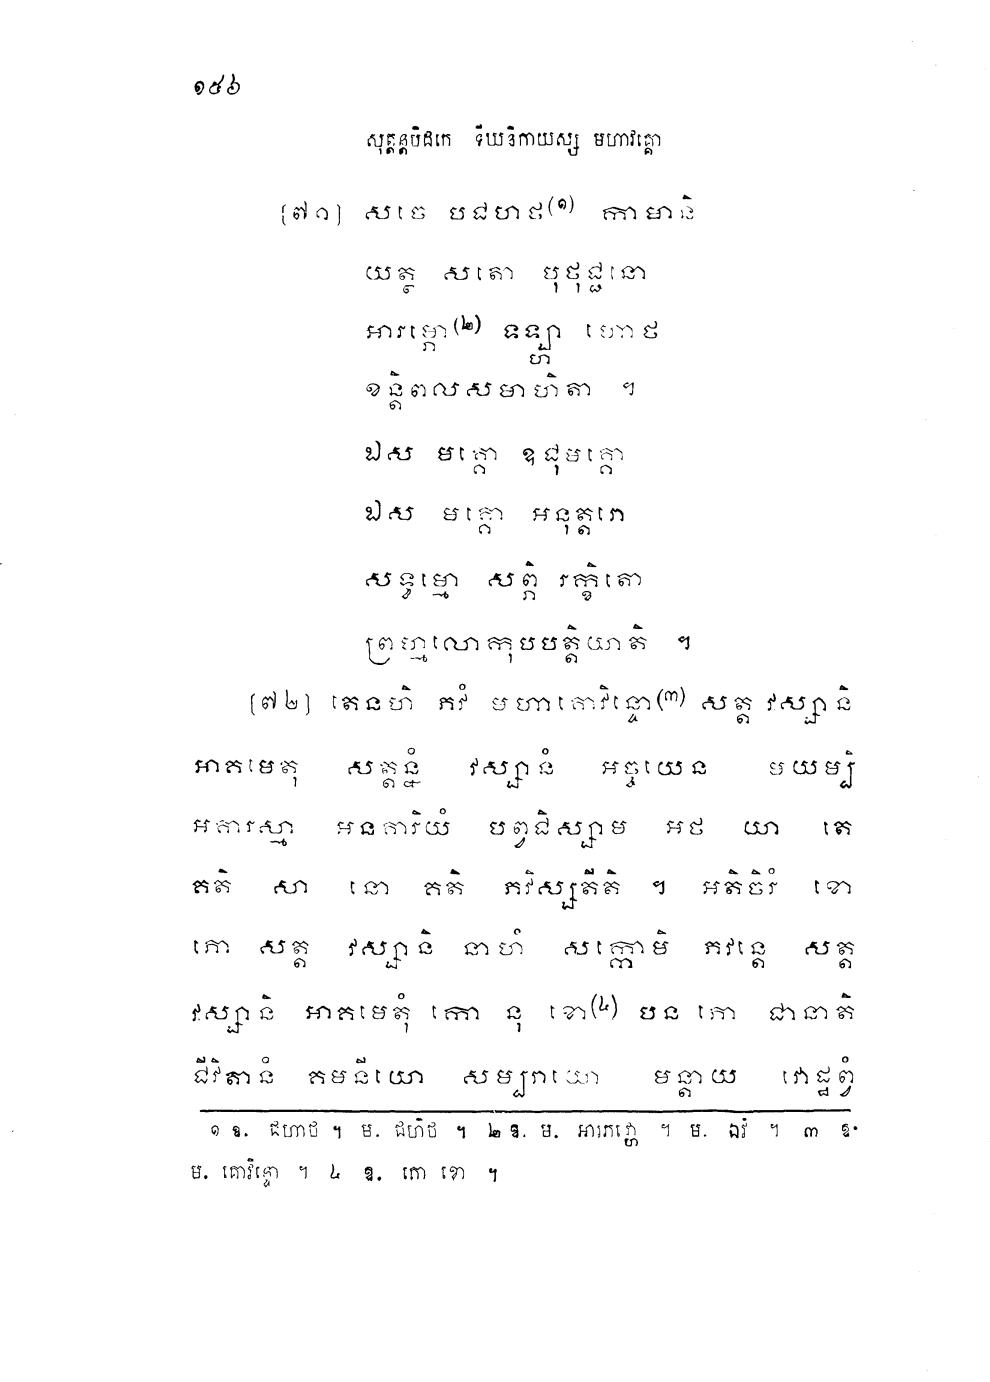 ១៥៦
សុត្តន្តបិដកេ ទីឃនិកាយស្ស មហាវគ្គោ
[៧១] សចេ បជហថ(១) កាមានិ
យត្ថ សតោ បុថុជ្ជនោ
អារម្ភោ(២) ទឡ្ហា ហោថ
ខន្តិពលសមាហិតា ។
ឯស មគ្គោ ឧជុមគ្គោ
ឯស មគ្គោ អនុត្តរោ
សទ្ធម្មោ សព្ភិ រក្ខិតោ
ព្រហ្មលោកុបបត្តិយាតិ ។
[៧២] តេនហិ ភវំ មហាគោវិន្ទោ(៣) សត្ត វស្សានិ
អាគមេតុ សត្តន្នំ វស្សានំ អច្ចយេន មយម្បិ
អគារស្មា អនគារិយំ បព្វជិស្សាម អថ យា តេ
គតិ សា នោ គតិ ភវិស្សតីតិ ។ អតិចិរំ ខោ
ភោ សត្ត វស្សានិ នាហំ សក្កោមិ ភវន្តេ សត្ត
វស្សានិ អាគមេតុំ កោ នុ ខោ(៤) បន ភោ ជានាតិ
ជីវិតានំ គមនីយោ សម្បរាយោ មន្តាយ វោដ្ឋព្វំ
១ ឱ. ជហាថ ។ ម. ជហិថ ។ ២ ឱ. ម. អារភវ្ហោ ។ ម. ឯវំ ។ ៣ ឱ.
ម. គោវិន្ទោ ។ ៤ ឱ. កោ ខោ ។